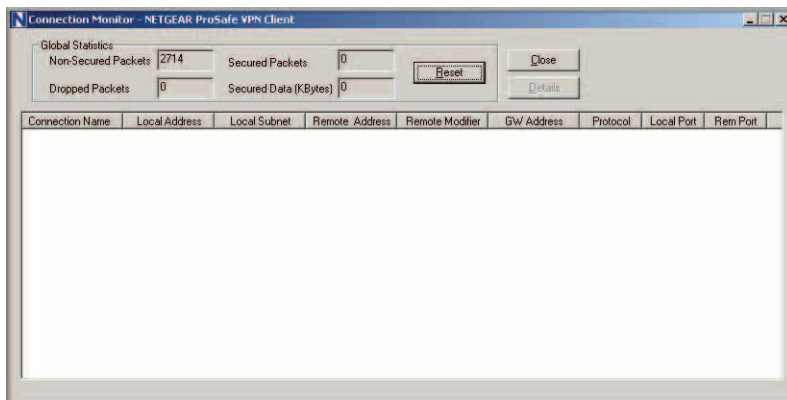 N Connection Monitor - NETGEAR ProSafe VPN Client
Global Statistics
Non-Secured Packets 2714 Secured Packets 0 Reset Close
Dropped Packets 0 Secured Data (KBytes) 0 Details
Connection Name Local Address Local Subnet Remote Address Remote Modifier GW Address Protocol Local Port Rem Port